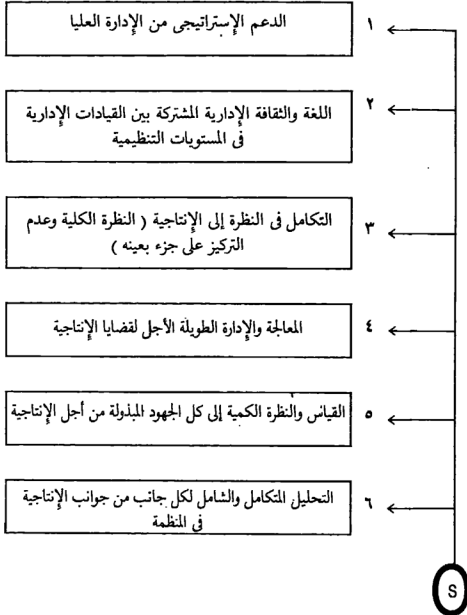 ١ الدعم الإستراتيجى من الإدارة العليا
٢ اللغة والثقافة الإدارية المشتركة بين القيادات الإدارية
فى المستويات التنظيمية
٣ التكامل فى النظرة إلى الإنتاجية ( النظرة الكلية وعدم
التركيز على جزء بعينه )
٤ المعالجة والإدارة الطويلة الأجل لقضايا الإنتاجية
٥ القياس والنظرة الكمية إلى كل الجهود المبذولة من أجل الإنتاجية
٦ التحليل المتكامل والشامل لكل جانب من جوانب الإنتاجية
فى المنظمة
S